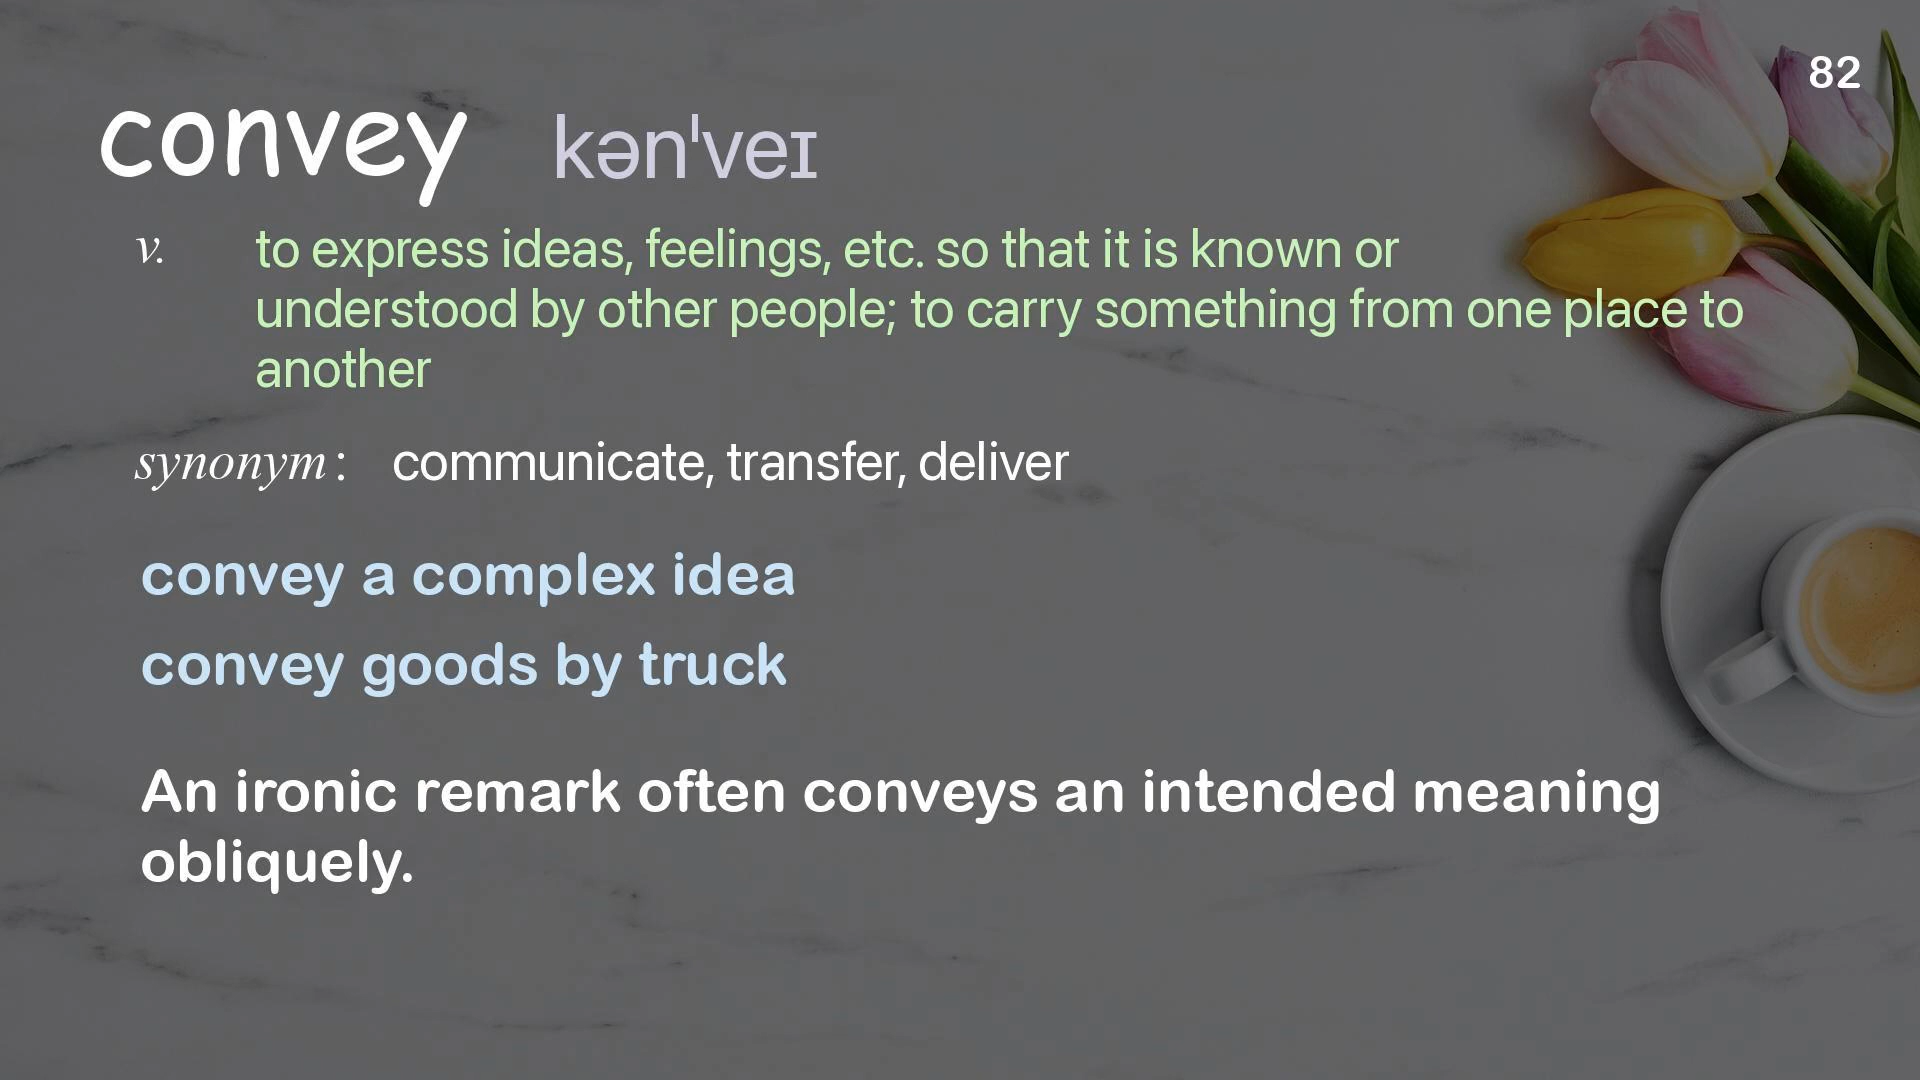 82
convey kən'veɪ
v. to express ideas, feelings, etc. so that it is known or
understood by other people; to carry something from one place to
another
synonym: communicate, transfer, deliver
convey a complex idea
convey goods by truck
An ironic remark often conveys an intended meaning
obliquely.